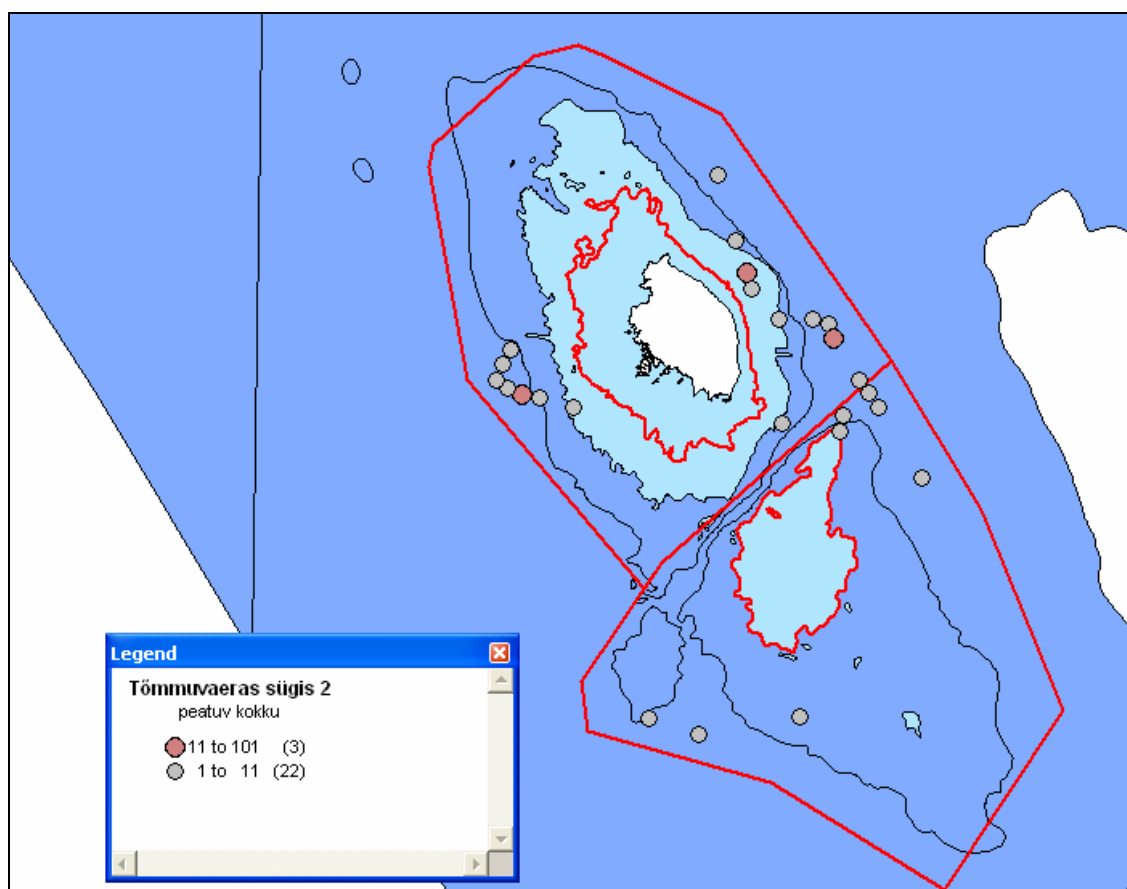 Legend
Tõmmuvaeras sügis 2
peatuv kokku
11 to 101 (3)
1 to 11 (22)